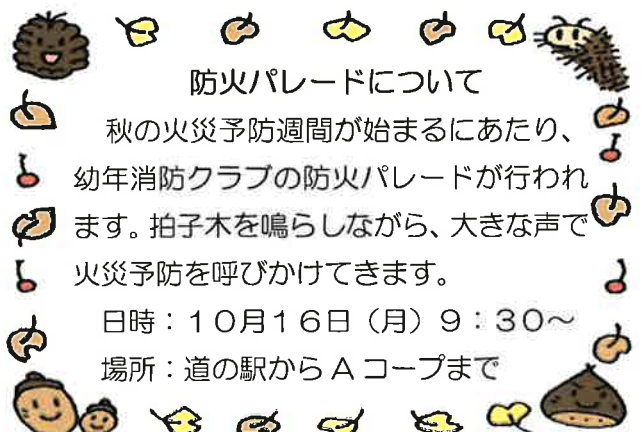 防火パレードについて
秋の火災予防週間が始まるにあたり、
幼年消防クラブの防火パレードが行われ
ます。拍子木を鳴らしながら、大きな声で
火災予防を呼びかけてきます。
日時：１０月１６日（月）９：３０～
場所：道の駅からＡコープまで